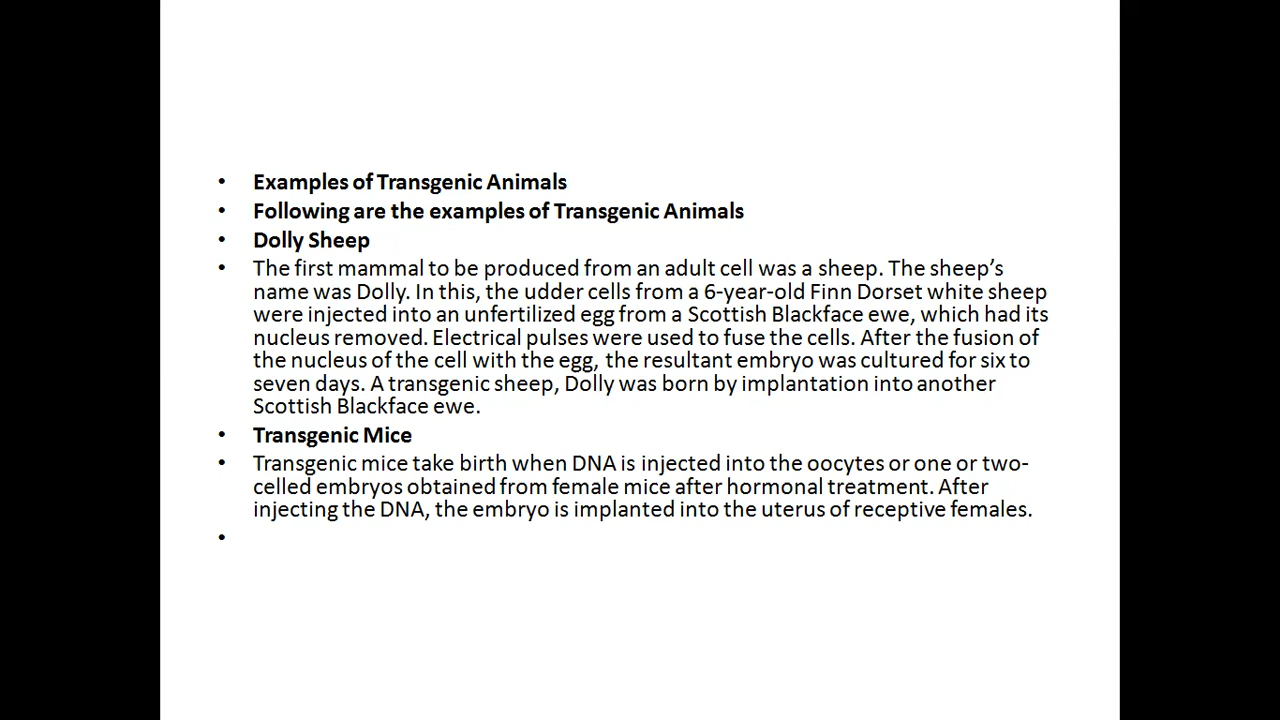 • Examples of Transgenic Animals
• Following are the examples of Transgenic Animals
• Dolly Sheep
• The first mammal to be produced from an adult cell was a sheep. The sheep's
name was Dolly. In this, the udder cells from a 6-year-old Finn Dorset white sheep
were injected into an unfertilized egg from a Scottish Blackface ewe, which had its
nucleus removed. Electrical pulses were used to fuse the cells. After the fusion of
the nucleus of the cell with the egg, the resultant embryo was cultured for six to
seven days. A transgenic sheep, Dolly was born by implantation into another
Scottish Blackface ewe.
• Transgenic Mice
• Transgenic mice take birth when DNA is injected into the oocytes or one or two-
celled embryos obtained from female mice after hormonal treatment. After
injecting the DNA, the embryo is implanted into the uterus of receptive females.
•